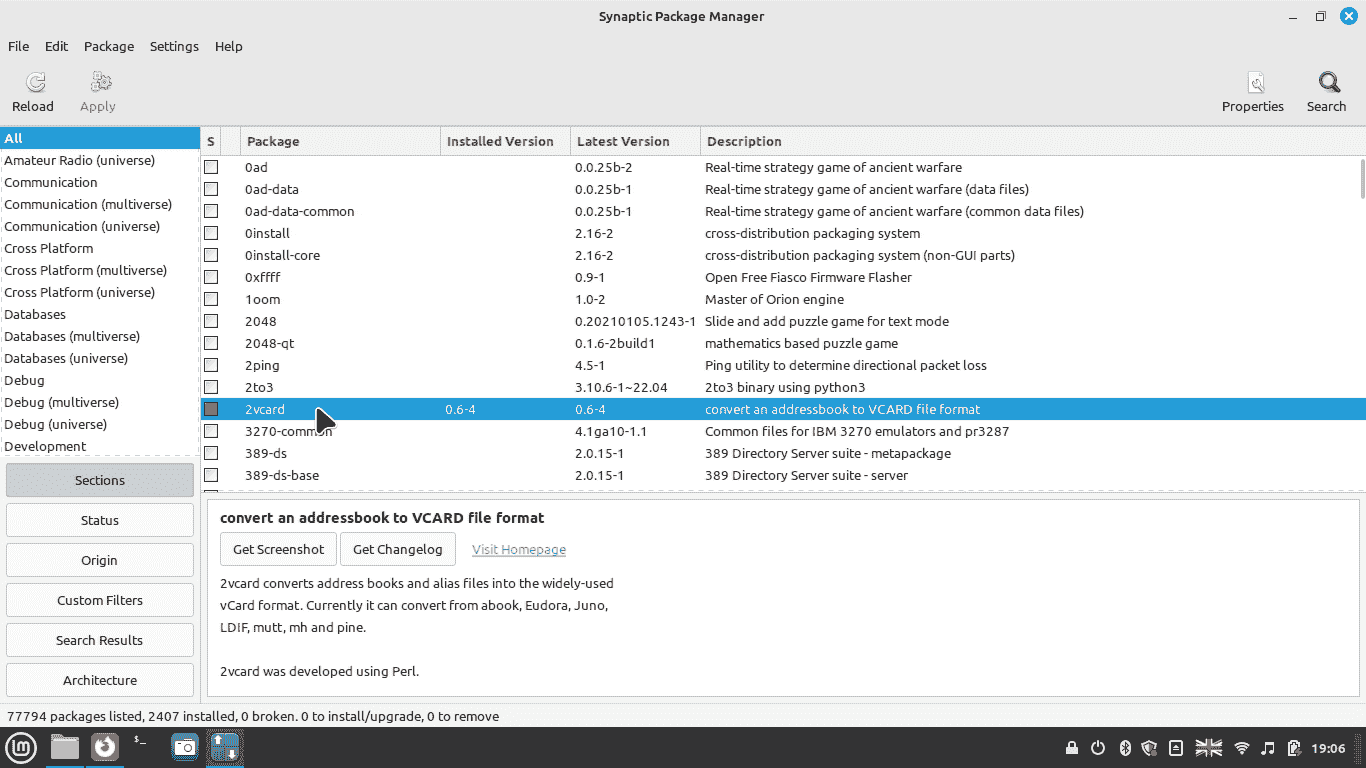 Synaptic Package Manager
File Edit Package Settings Help
Reload Apply Properties Search
All
Amateur Radio (universe)
Communication
Communication (multiverse)
Communication (universe)
Cross Platform
Cross Platform (multiverse)
Cross Platform (universe)
Databases
Databases (multiverse)
Databases (universe)
Debug
Debug (multiverse)
Debug (universe)
Development
Sections
Status
Origin
Custom Filters
Search Results
Architecture
S Package Installed Version Latest Version Description
0ad 0.0.25b-2 Real-time strategy game of ancient warfare
0ad-data 0.0.25b-1 Real-time strategy game of ancient warfare (data files)
0ad-data-common 0.0.25b-1 Real-time strategy game of ancient warfare (common data files)
0install 2.16-2 cross-distribution packaging system
0install-core 2.16-2 cross-distribution packaging system (non-GUI parts)
0xffff 0.9-1 Open Free Fiasco Firmware Flasher
1oom 1.0-2 Master of Orion engine
2048 0.20210105.1243-1 Slide and add puzzle game for text mode
2048-qt 0.1.6-2build1 mathematics based puzzle game
2ping 4.5-1 Ping utility to determine directional packet loss
2to3 3.10.6-1~22.04 2to3 binary using python3
2vcard 0.6-4 0.6-4 convert an addressbook to VCARD file format
3270-common 4.1ga10-1.1 Common files for IBM 3270 emulators and pr3287
389-ds 2.0.15-1 389 Directory Server suite - metapackage
389-ds-base 2.0.15-1 389 Directory Server suite - server
convert an addressbook to VCARD file format
Get Screenshot Get Changelog Visit Homepage
2vcard converts address books and alias files into the widely-used
vCard format. Currently it can convert from abook, Eudora, Juno,
LDIF, mutt, mh and pine.
2vcard was developed using Perl.
77794 packages listed, 2407 installed, 0 broken. 0 to install/upgrade, 0 to remove
19:06